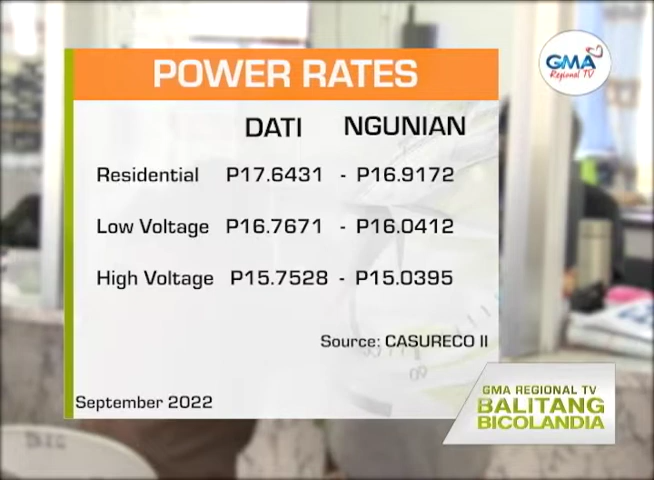 POWER RATES
GMA
Regional TV
DATI NGUNIAN
Residential P17.6431 - P16.9172
Low Voltage P16.7671 - P16.0412
High Voltage P15.7528 - P15.0395
Source: CASURECO II
September 2022
GMA REGIONAL TV
BALITANG
BICOLANDIA